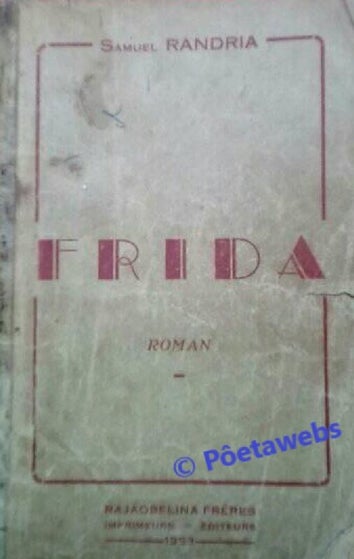 SAMUEL RANDRIA
FRIDA
ROMAN
© Pôetawebs
RAJAOBELINA FRÈRES
IMPRIMEURS — ÉDITEURS